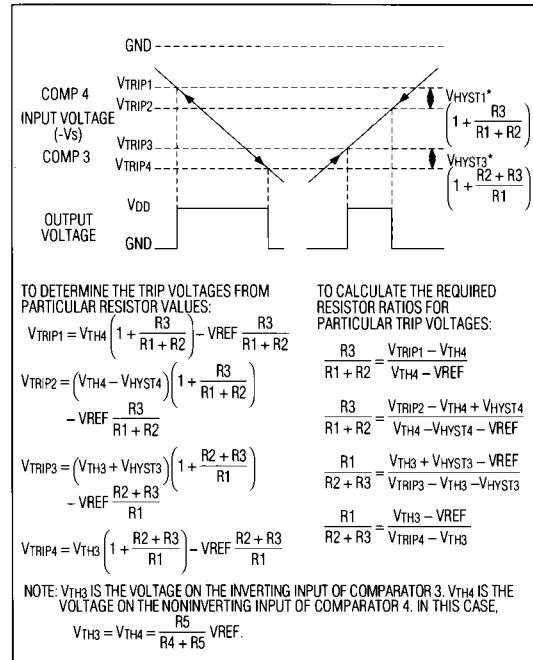 GND
COMP 4
INPUT VOLTAGE
(-Vs)
COMP 3
VTRIP1
VTRIP2
VTRIP3
VTRIP4
VHYST1*
(1 + R3/(R1 + R2))
VHYST3*
(1 + (R2 + R3)/R1)
OUTPUT
VOLTAGE
VDD
GND
TO DETERMINE THE TRIP VOLTAGES FROM
PARTICULAR RESISTOR VALUES:
VTRIP1 = VTH4 (1 + R3/(R1 + R2)) – VREF R3/(R1 + R2)
VTRIP2 = (VTH4 – VHYST4)(1 + R3/(R1 + R2))
– VREF R3/(R1 + R2)
VTRIP3 = (VTH3 + VHYST3)(1 + (R2 + R3)/R1)
– VREF (R2 + R3)/R1
VTRIP4 = VTH3 (1 + (R2 + R3)/R1) – VREF (R2 + R3)/R1
TO CALCULATE THE REQUIRED
RESISTOR RATIOS FOR
PARTICULAR TRIP VOLTAGES:
R3/(R1 + R2) = (VTRIP1 – VTH4)/(VTH4 – VREF)
R3/(R1 + R2) = (VTRIP2 – VTH4 + VHYST4)/(VTH4 –VHYST4 – VREF)
R1/(R2 + R3) = (VTH3 + VHYST3 – VREF)/(VTRIP3 – VTH3 –VHYST3)
R1/(R2 + R3) = (VTH3 – VREF)/(VTRIP4 – VTH3)
NOTE: VTH3 IS THE VOLTAGE ON THE INVERTING INPUT OF COMPARATOR 3. VTH4 IS THE
VOLTAGE ON THE NONINVERTING INPUT OF COMPARATOR 4. IN THIS CASE,
VTH3 = VTH4 = R5/(R4 + R5) VREF.